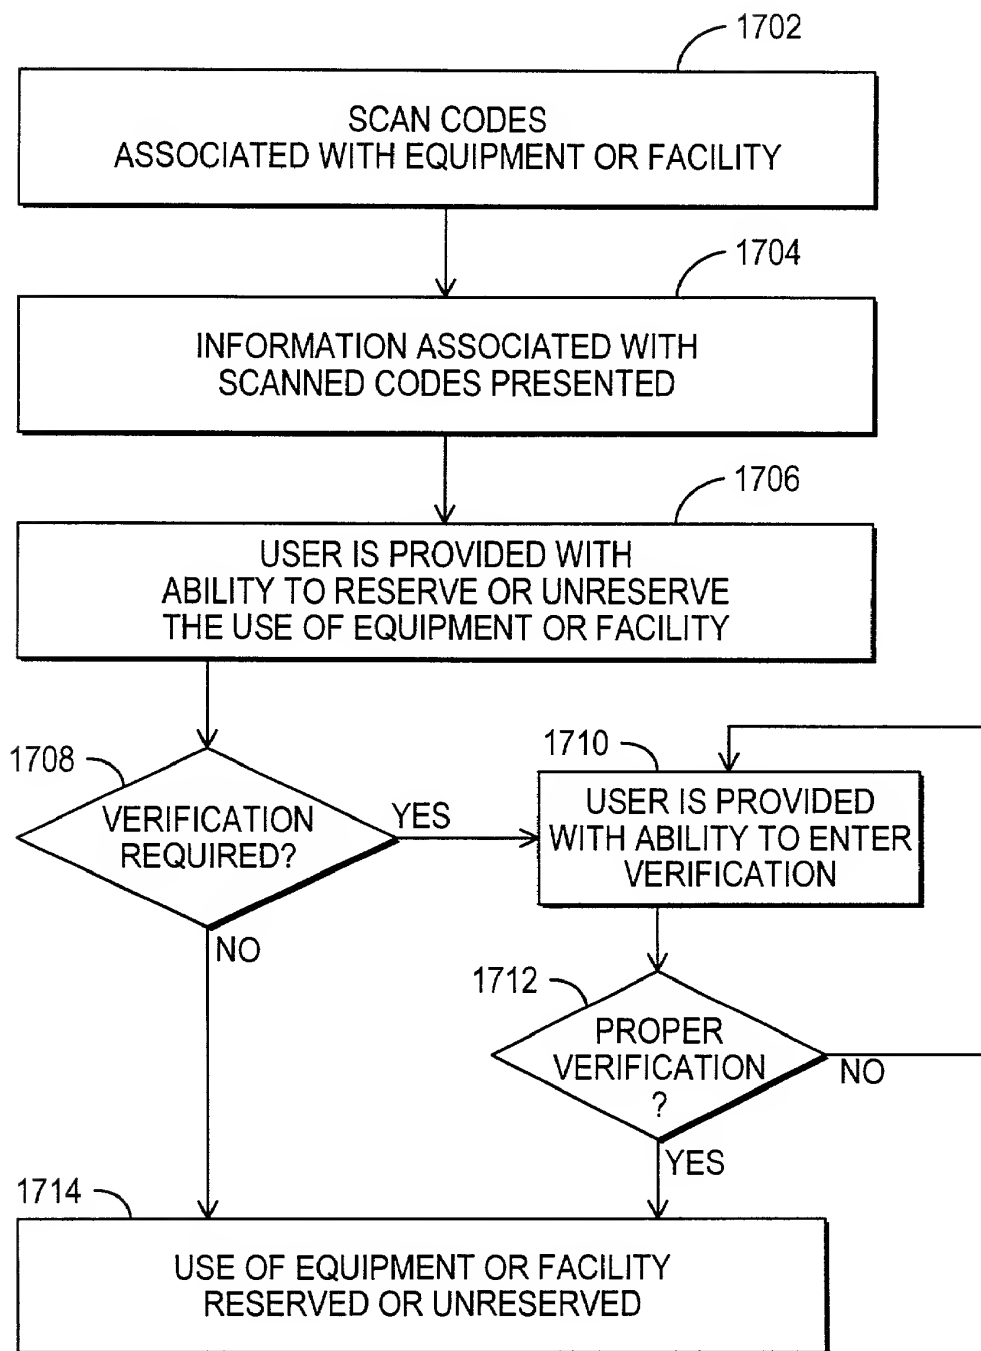 1702
SCAN CODES
ASSOCIATED WITH EQUIPMENT OR FACILITY
1704
INFORMATION ASSOCIATED WITH
SCANNED CODES PRESENTED
1706
USER IS PROVIDED WITH
ABILITY TO RESERVE OR UNRESERVE
THE USE OF EQUIPMENT OR FACILITY
1708
VERIFICATION
REQUIRED?
YES
NO
1710
USER IS PROVIDED
WITH ABILITY TO ENTER
VERIFICATION
1712
PROPER
VERIFICATION
?
NO
YES
1714
USE OF EQUIPMENT OR FACILITY
RESERVED OR UNRESERVED